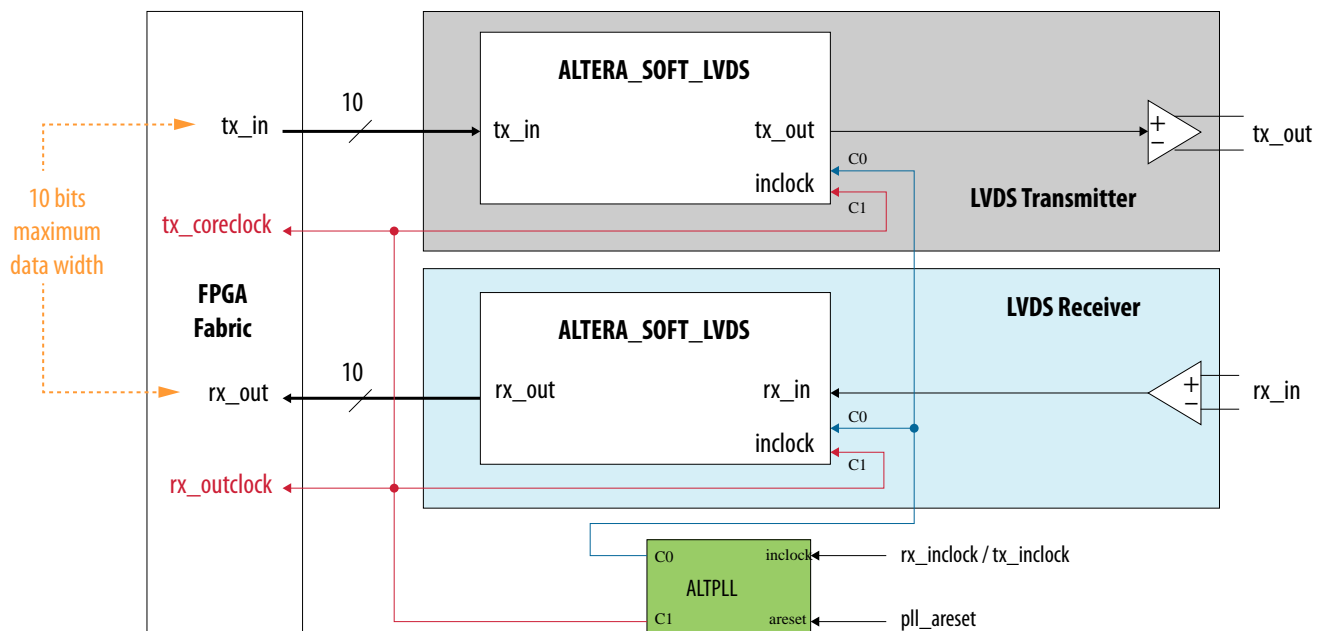 ALTERA_SOFT_LVDS
10
tx_in
tx_in
tx_out
+
−
tx_out
C0
inclock
C1
LVDS Transmitter
10 bits
maximum
data width
tx_coreclock
FPGA
Fabric
LVDS Receiver
ALTERA_SOFT_LVDS
10
rx_out
rx_out
rx_in
+
−
rx_in
C0
inclock
C1
rx_outclock
C0
inclock
rx_inclock / tx_inclock
ALTPLL
C1
areset
pll_areset